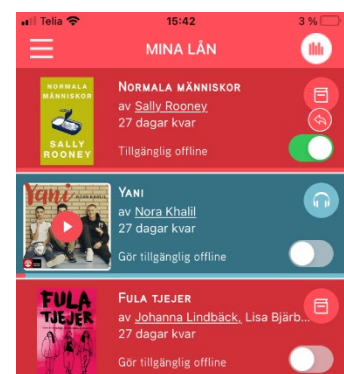 Telia 15:42 3 %
MINA LÅN
NORMALA
MÄNNISKOR
SALLY
ROONEY
NORMALA MÄNNISKOR
av Sally Rooney
27 dagar kvar
Tillgänglig offline
Yani
YANI
av Nora Khalil
27 dagar kvar
Gör tillgänglig offline
FULA
TJEJER
FULA TJEJER
av Johanna Lindbäck, Lisa Bjärb...
27 dagar kvar
Gör tillgänglig offline